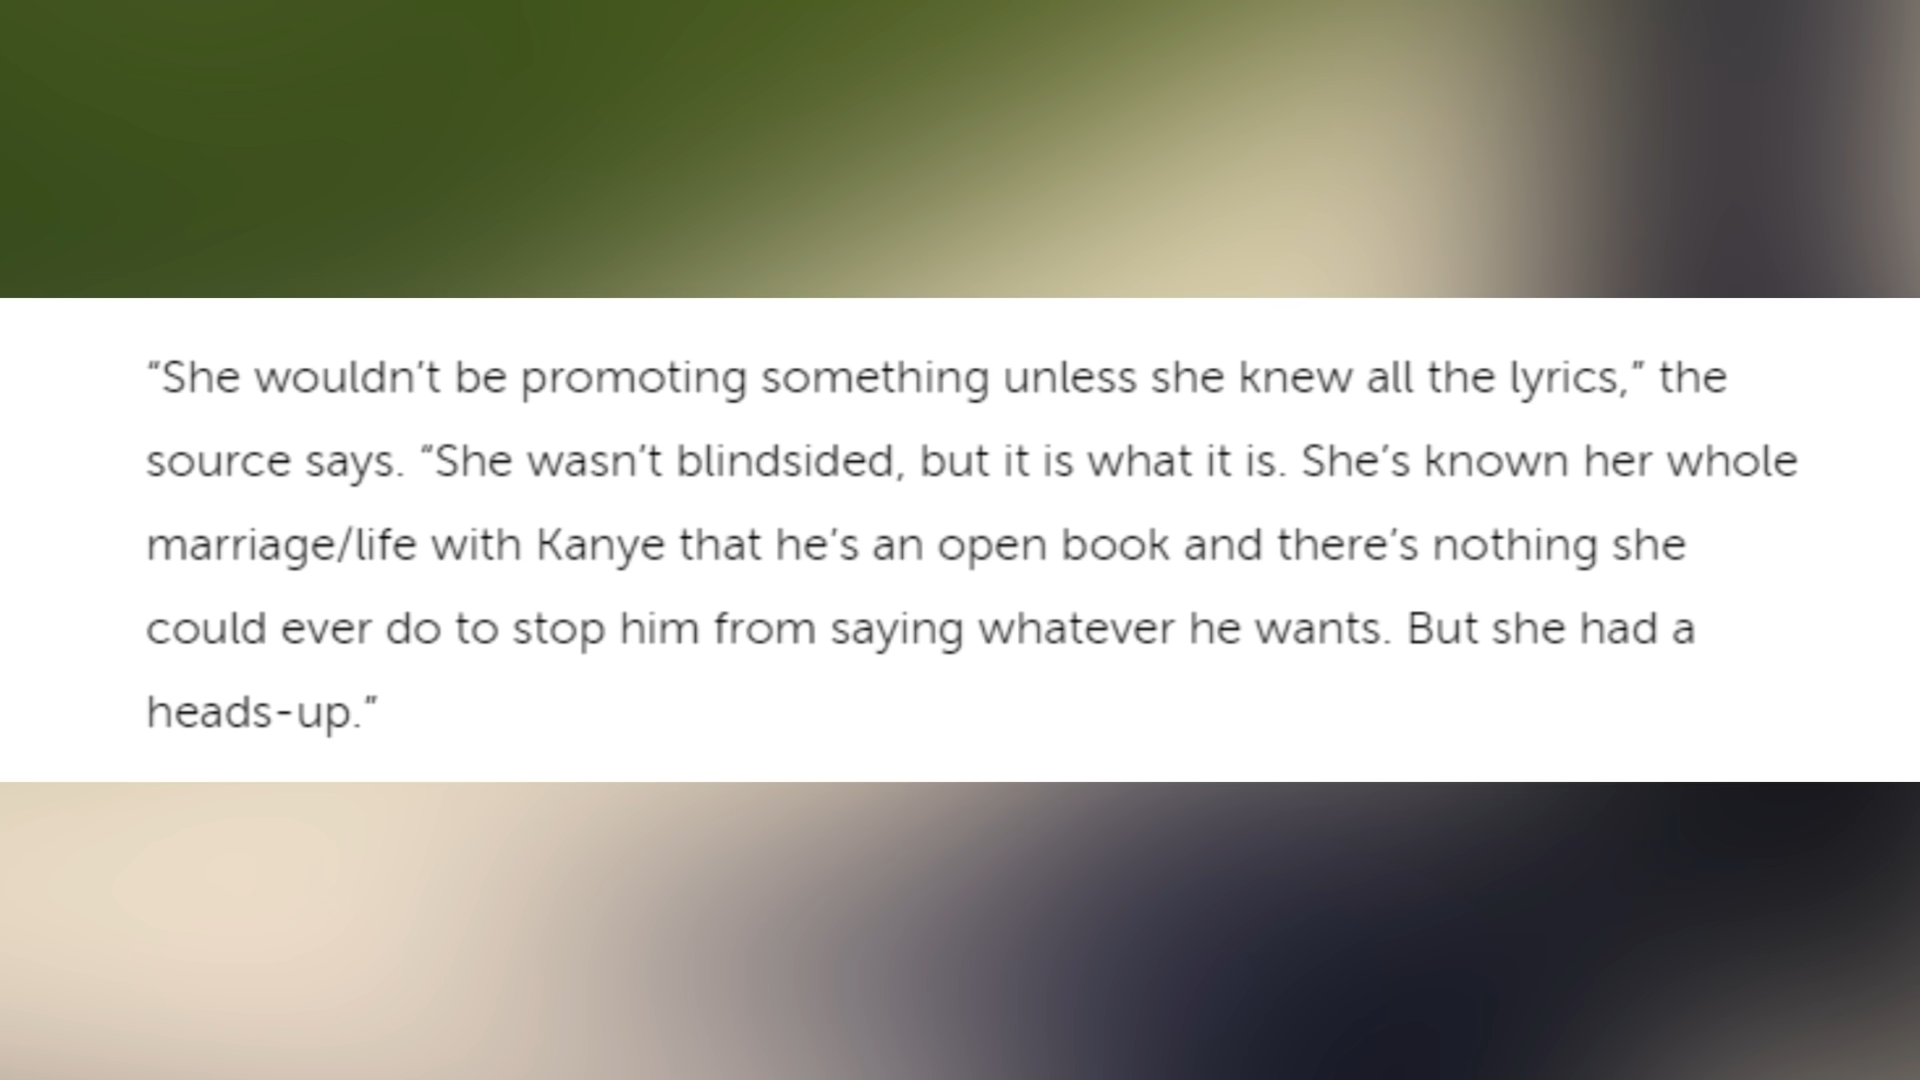 “She wouldn’t be promoting something unless she knew all the lyrics,” the
source says. “She wasn’t blindsided, but it is what it is. She’s known her whole
marriage/life with Kanye that he’s an open book and there’s nothing she
could ever do to stop him from saying whatever he wants. But she had a
heads-up.”